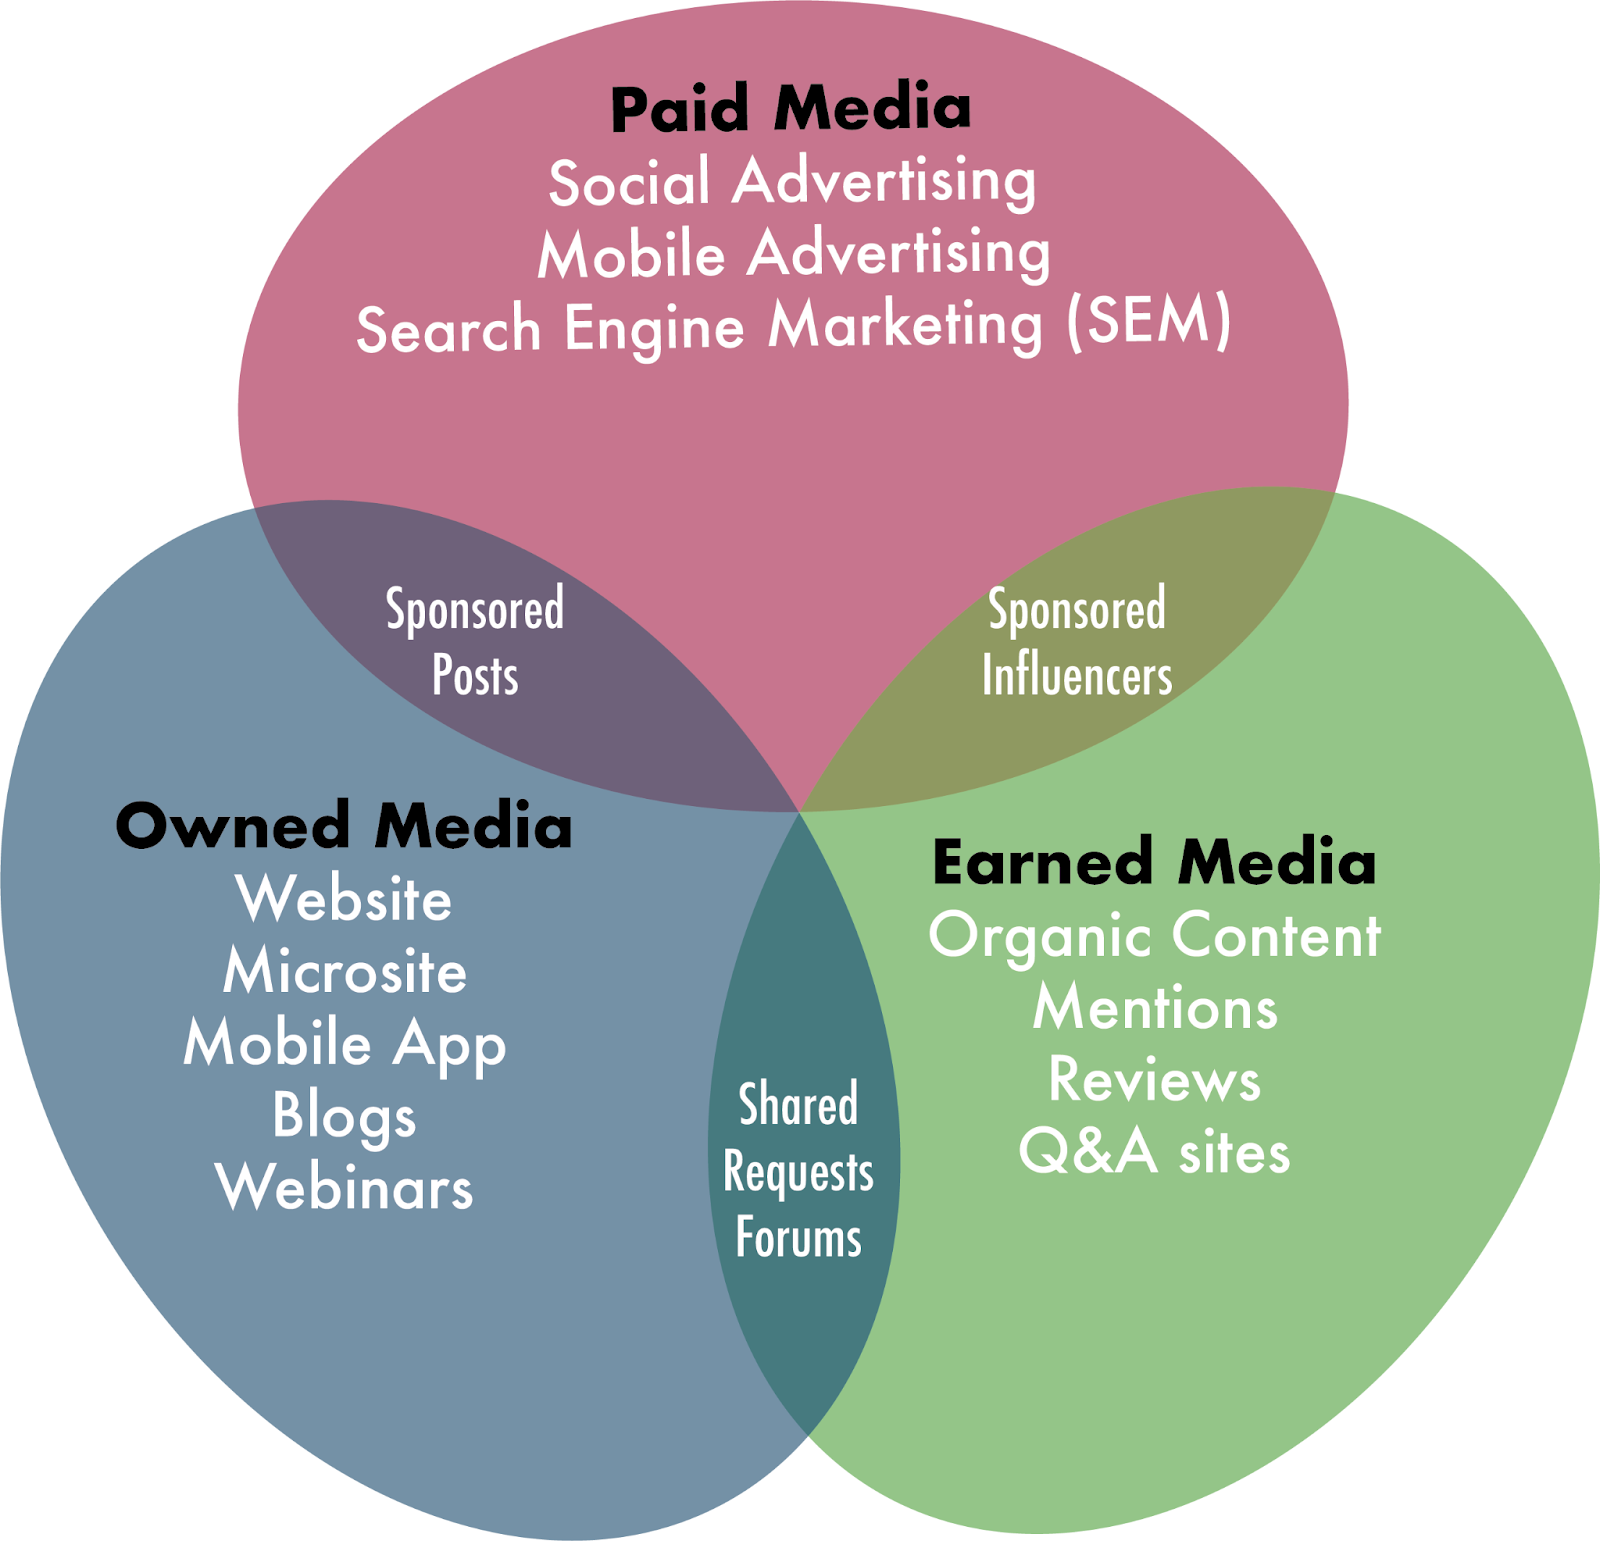 Paid Media
Social Advertising
Mobile Advertising
Search Engine Marketing (SEM)
Sponsored
Posts
Sponsored
Influencers
Owned Media
Website
Microsite
Mobile App
Blogs
Webinars
Earned Media
Organic Content
Mentions
Reviews
Q&A sites
Shared
Requests
Forums